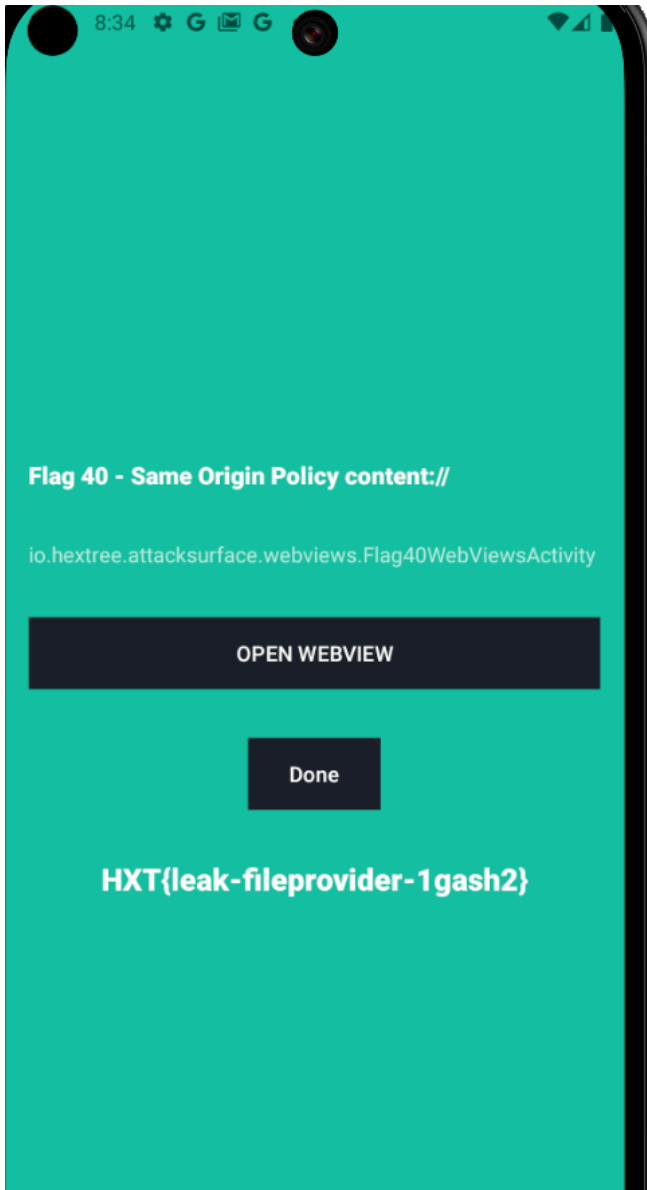 8:34
Flag 40 - Same Origin Policy content://
io.hextree.attacksurface.webviews.Flag40WebViewsActivity
OPEN WEBVIEW
Done
HXT{leak-fileprovider-1gash2}